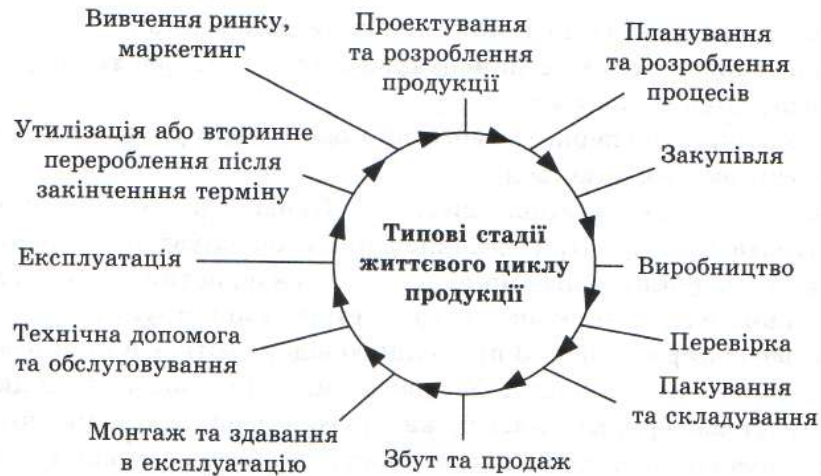 Вивчення ринку,
маркетинг
Проектування
та розроблення
продукції
Планування
та розроблення
процесів
Закупівля
Виробництво
Перевірка
Пакування
та складування
Збут та продаж
Монтаж та здавання
в експлуатацію
Технічна допомога
та обслуговування
Експлуатація
Утилізація або вторинне
перероблення після
закінченння терміну
Типові стадії
життєвого циклу
продукції